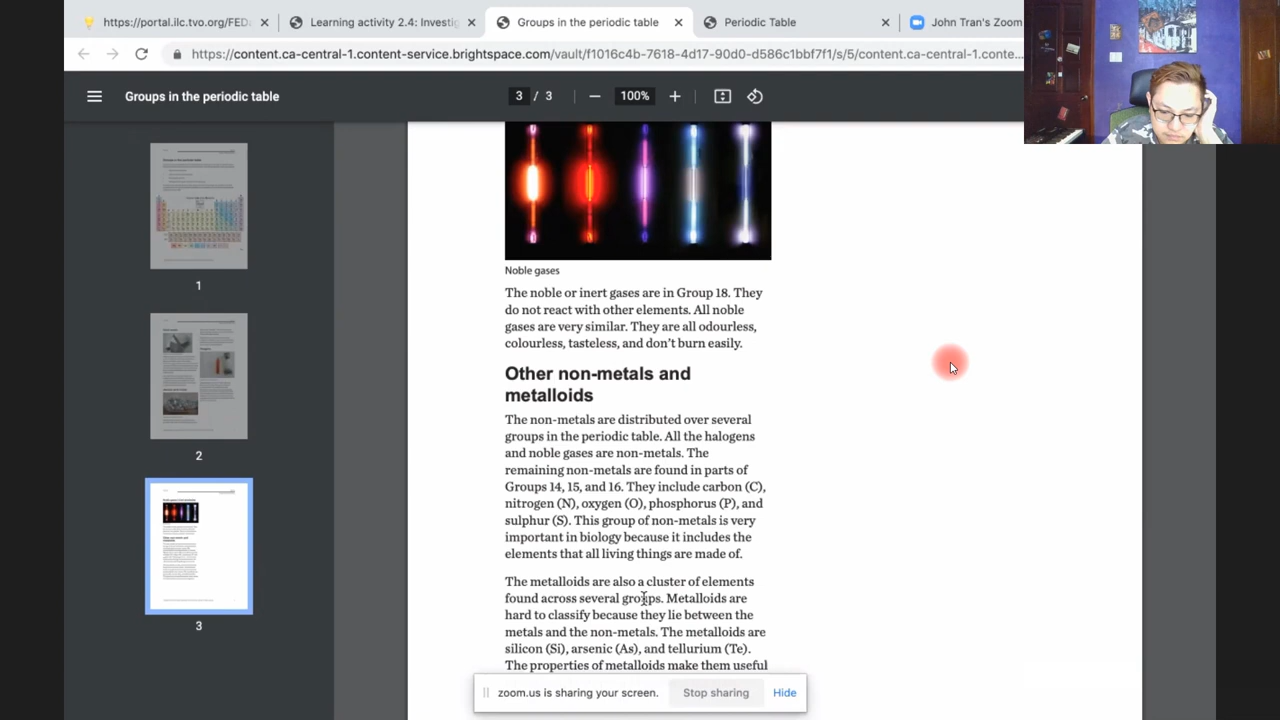 https://portal.ilc.tvo.org/FED
Learning activity 2.4: Investig
Groups in the periodic table
Periodic Table
John Tran's Zoom
https://content.ca-central-1.content-service.brightspace.com/vault/f1016c4b-7618-4d17-90d0-d586c1bbf7f1/s/5/content.ca-central-1.conte...
Groups in the periodic table
3 / 3
100%
1
2
3
Noble gases
The noble or inert gases are in Group 18. They
do not react with other elements. All noble
gases are very similar. They are all odourless,
colourless, tasteless, and don't burn easily.
Other non-metals and
metalloids
The non-metals are distributed over several
groups in the periodic table. All the halogens
and noble gases are non-metals. The
remaining non-metals are found in parts of
Groups 14, 15, and 16. They include carbon (C),
nitrogen (N), oxygen (O), phosphorus (P), and
sulphur (S). This group of non-metals is very
important in biology because it includes the
elements that all living things are made of.
The metalloids are also a cluster of elements
found across several groups. Metalloids are
hard to classify because they lie between the
metals and the non-metals. The metalloids are
silicon (Si), arsenic (As), and tellurium (Te).
The properties of metalloids make them useful
zoom.us is sharing your screen.
Stop sharing
Hide